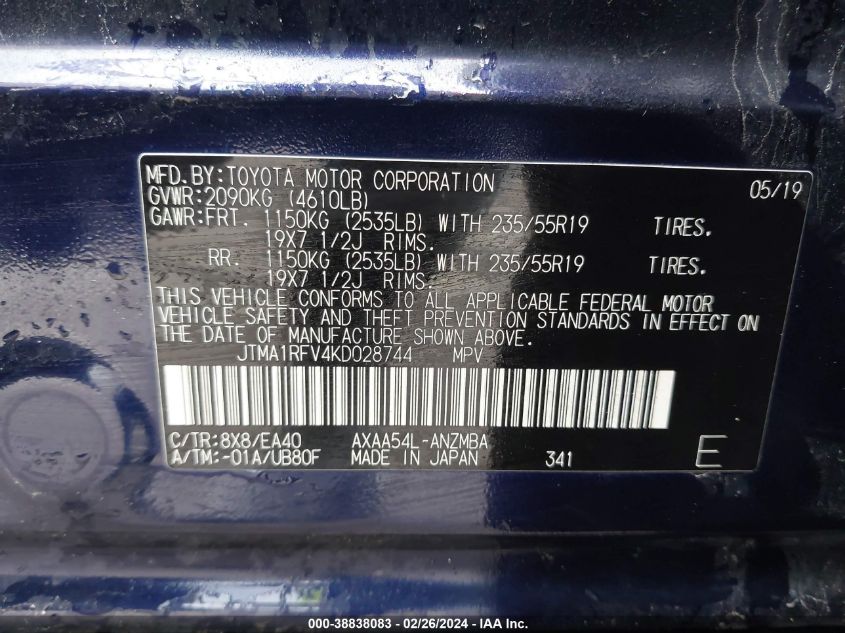 MFD.BY:TOYOTA MOTOR CORPORATION 05/19
GVWR:2090KG (4610LB)
GAWR:FRT. 1150KG (2535LB) WITH 235/55R19 TIRES.
19X7 1/2J RIMS.
RR. 1150KG (2535LB) WITH 235/55R19 TIRES.
19X7 1/2J RIMS.
THIS VEHICLE CONFORMS TO ALL APPLICABLE FEDERAL MOTOR
VEHICLE SAFETY AND THEFT PREVENTION STANDARDS IN EFFECT ON
THE DATE OF MANUFACTURE SHOWN ABOVE.
JTMA1RFV4KD028744 MPV
C/TR:8X8/EA40 AXAA54L-ANZMBA
A/TM:-01A/UB80F MADE IN JAPAN 341 E
000-38838083 - 02/26/2024 - IAA Inc.